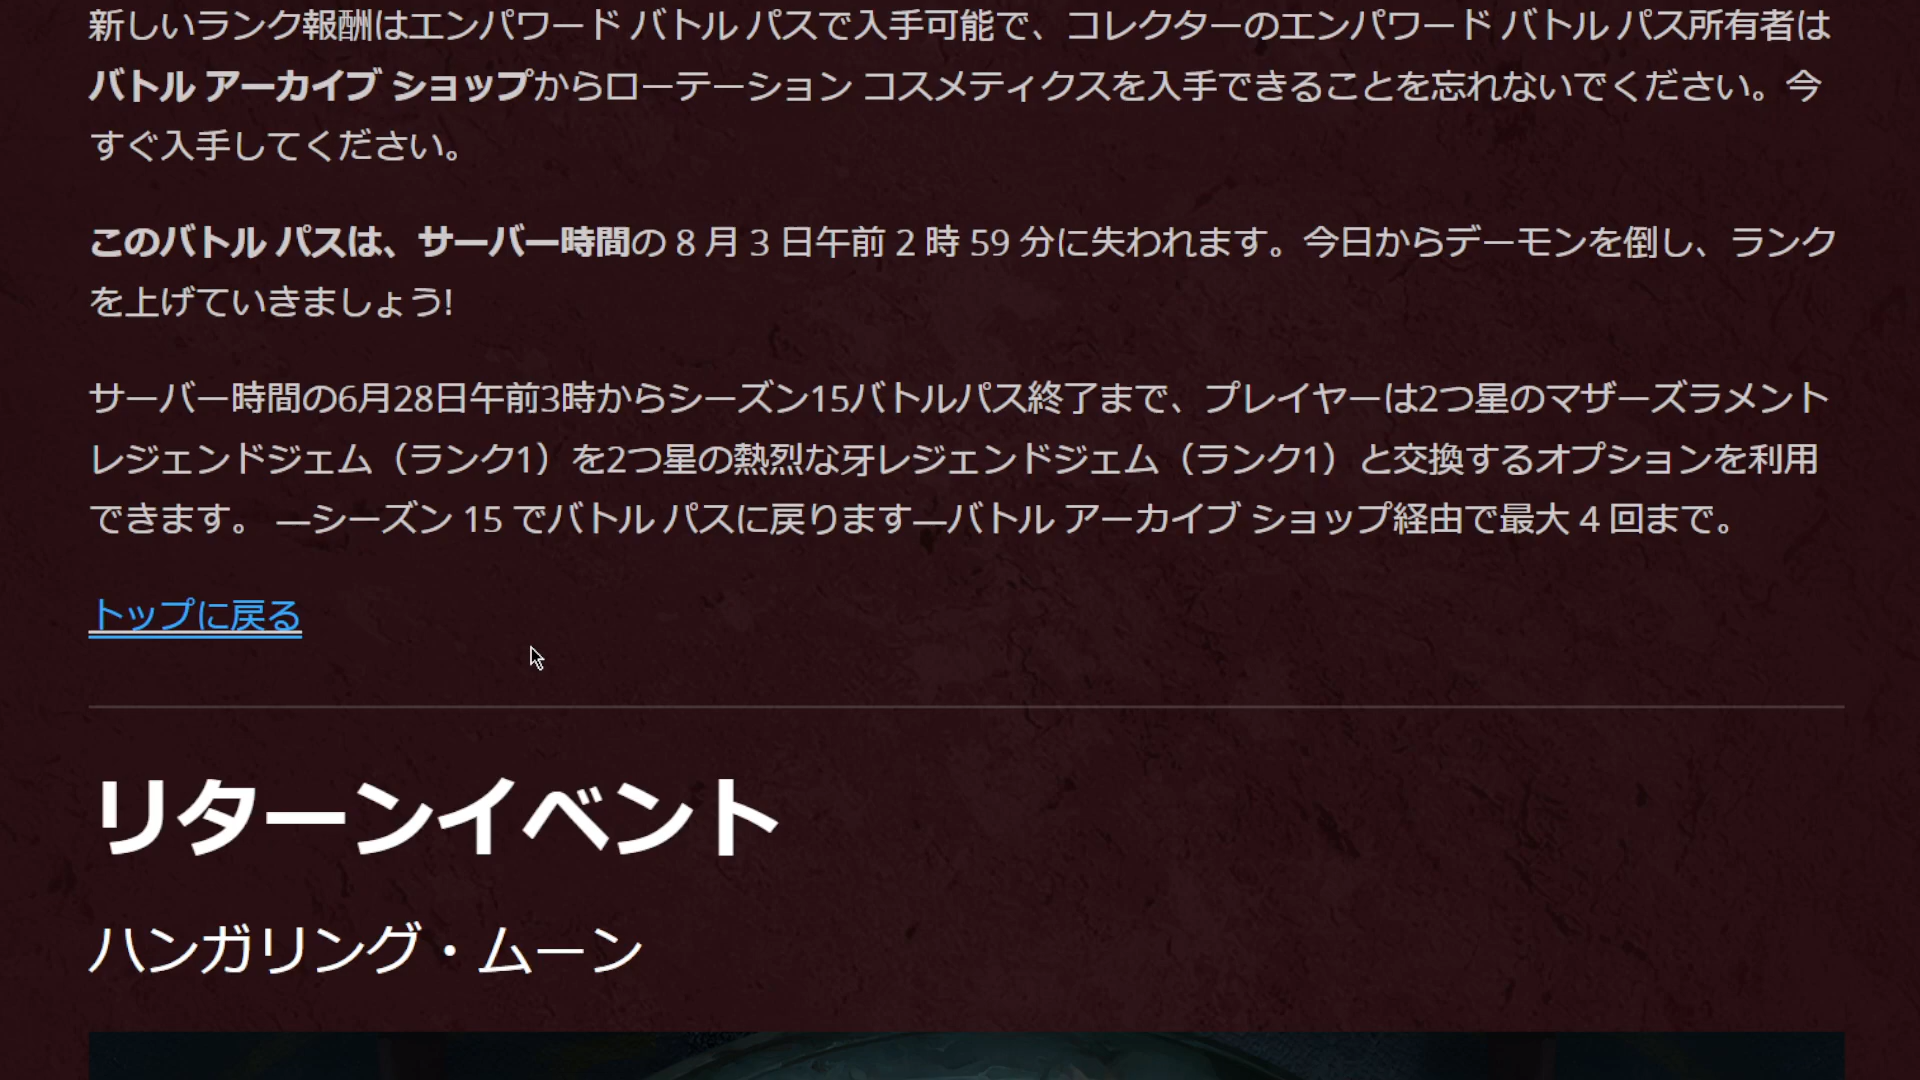 新しいランク報酬はエンパワード バトル パスで入手可能で、コレクターのエンパワード バトル パス所有者は
バトル アーカイブ ショップからローテーション コスメティクスを入手できることを忘れないでください。今
すぐ入手してください。
このバトル パスは、サーバー時間の 8 月 3 日午前 2 時 59 分に失われます。今日からデーモンを倒し、ランク
を上げていきましょう!
サーバー時間の6月28日午前3時からシーズン15バトルパス終了まで、プレイヤーは2つ星のマザーズラメント
レジェンドジェム（ランク1）を2つ星の熱烈な牙レジェンドジェム（ランク1）と交換するオプションを利用
できます。 —シーズン 15 でバトル パスに戻ります—バトル アーカイブ ショップ経由で最大 4 回まで。
トップに戻る
リターンイベント
ハンガリング・ムーン